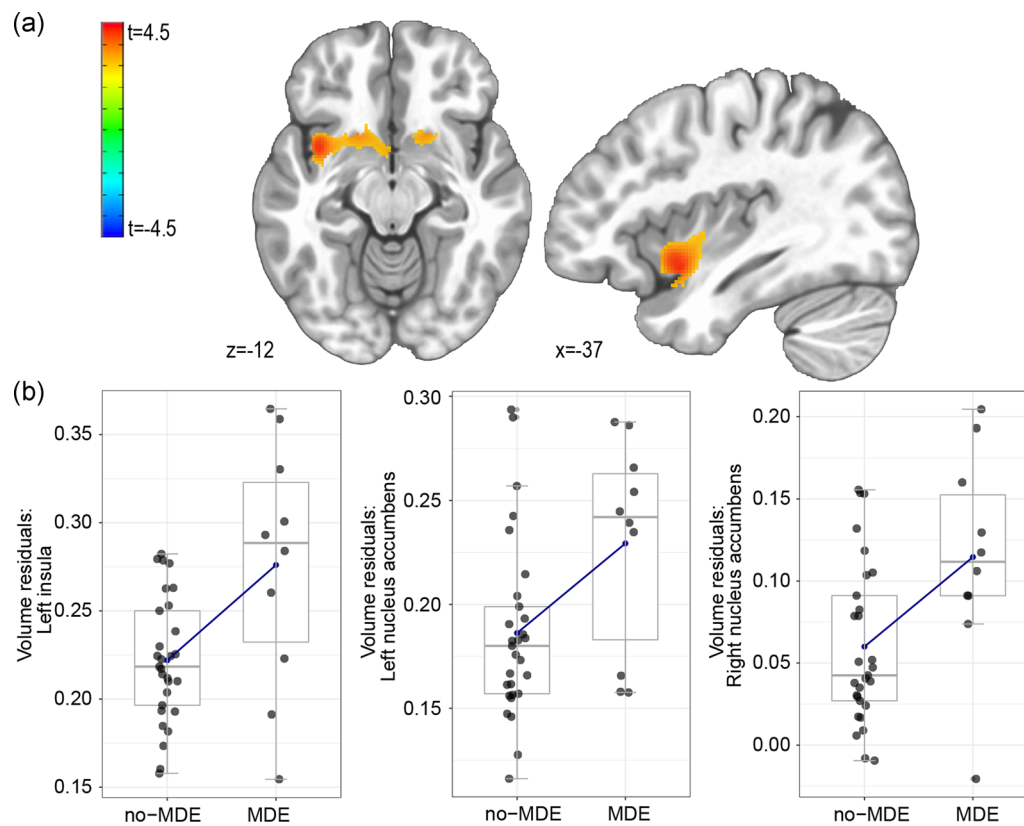 (a)
t=4.5
t=-4.5
z=-12
x=-37
(b)
Volume residuals:
Left insula
0.35
0.30
0.25
0.20
0.15
no−MDE
MDE
Volume residuals:
Left nucleus accumbens
0.30
0.25
0.20
0.15
no−MDE
MDE
Volume residuals:
Right nucleus accumbens
0.20
0.15
0.10
0.05
0.00
no−MDE
MDE